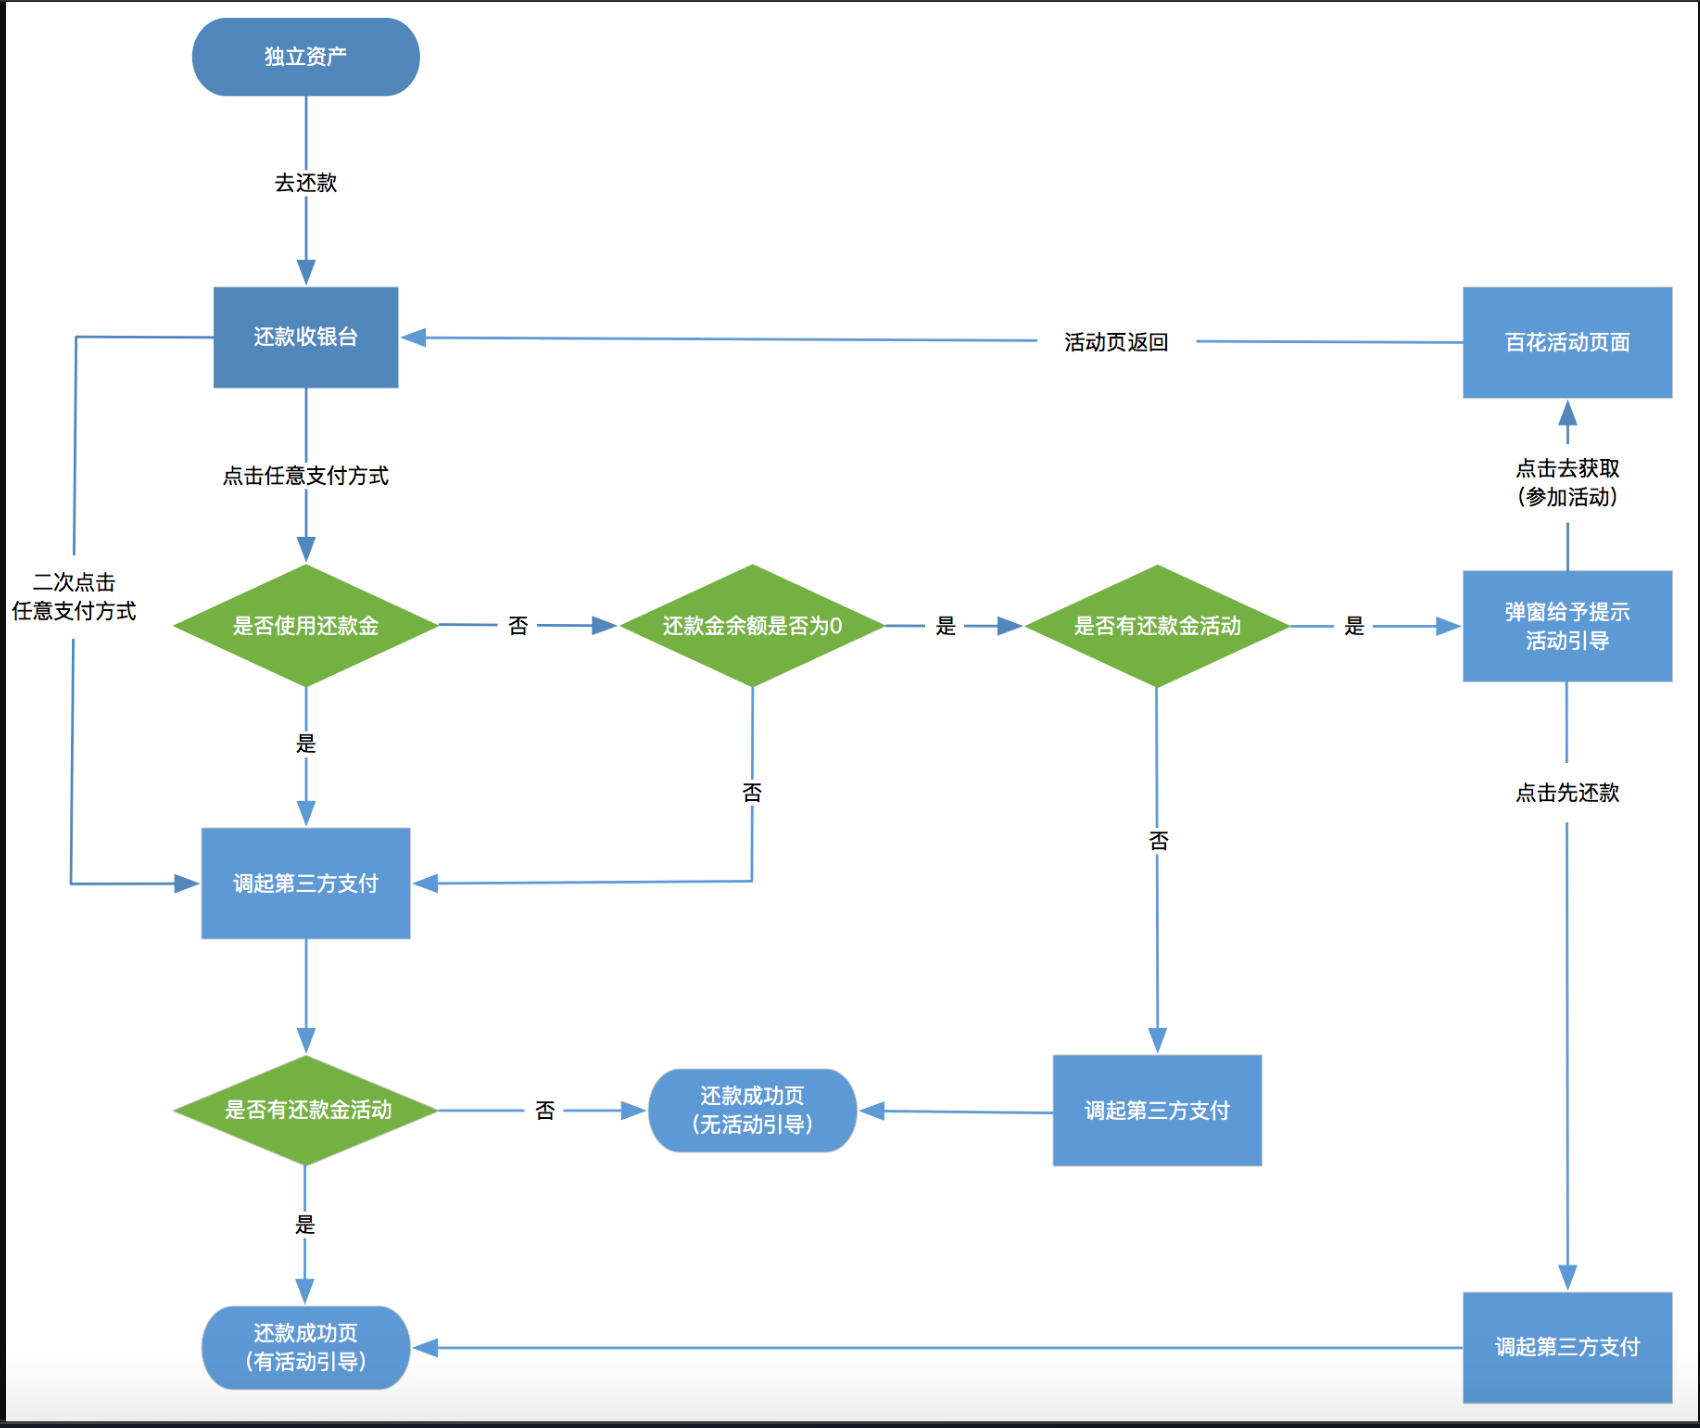 独立资产
去还款
还款收银台
活动页返回
百花活动页面
点击任意支付方式
点击去获取
（参加活动）
二次点击
任意支付方式
是否使用还款金
否
还款金余额是否为0
是
是否有还款金活动
是
弹窗给予提示
活动引导
是
否
点击先还款
否
调起第三方支付
是否有还款金活动
否
还款成功页
（无活动引导）
调起第三方支付
是
还款成功页
（有活动引导）
调起第三方支付